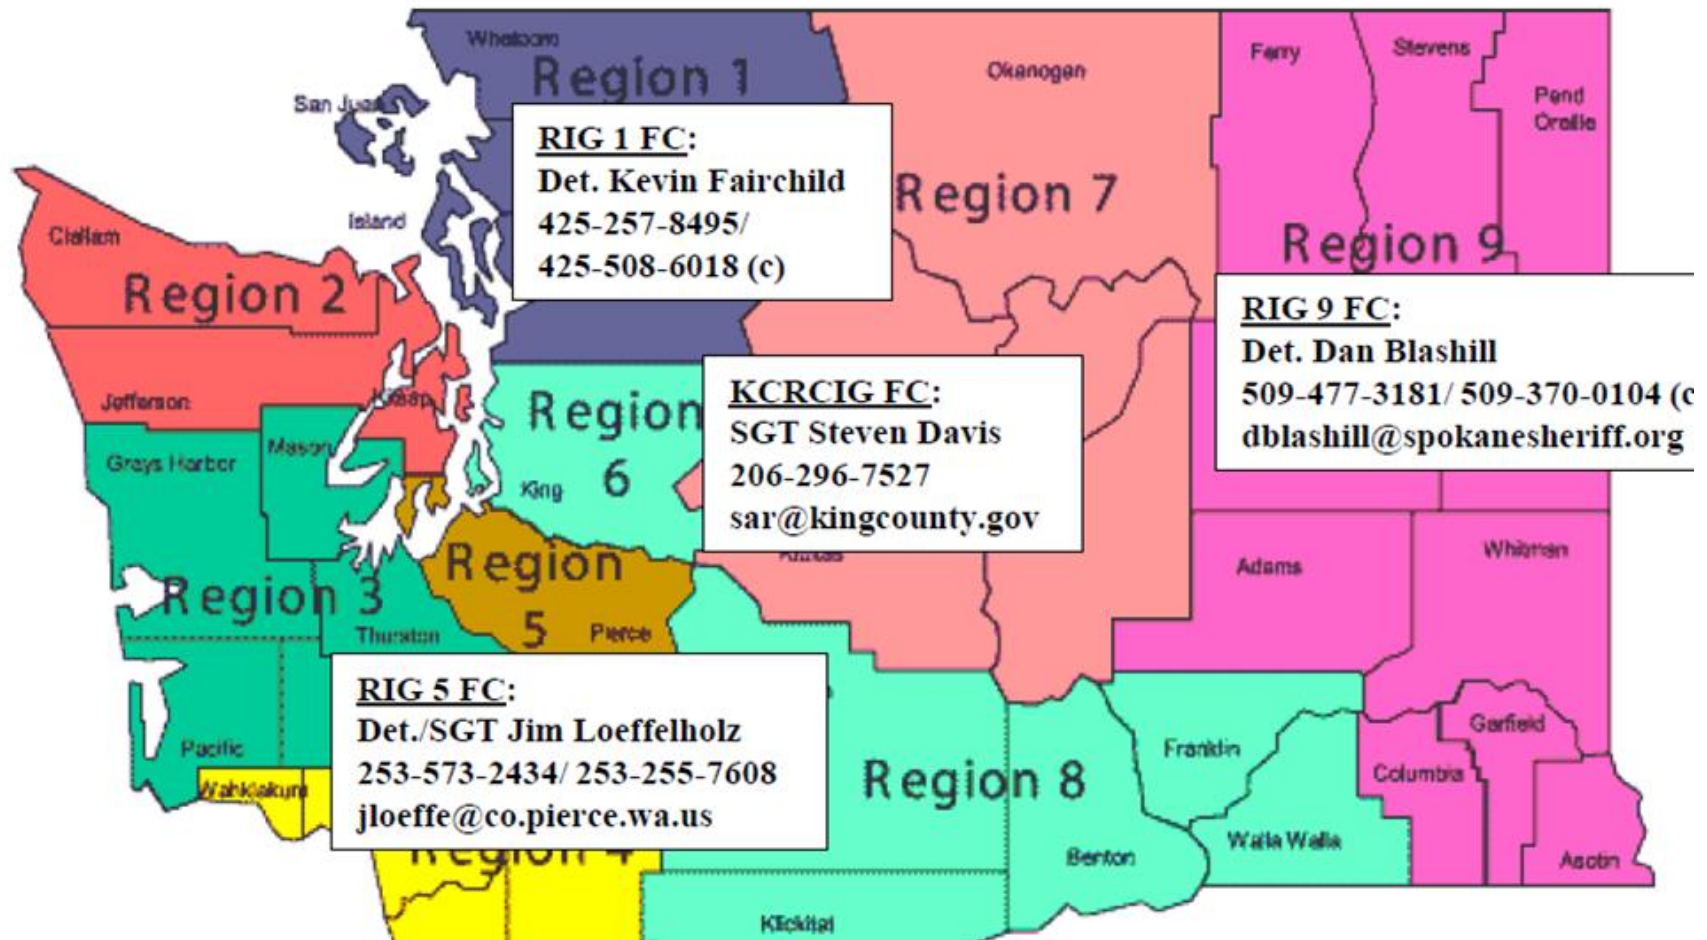 Whatcom
Region 1
San Juan
Island
Clallam
Region 2
Jefferson
Kitsap
Grays Harbor
Mason
Region 3
Thurston
Pacific
Wahkiakum
RIG 1 FC:
Det. Kevin Fairchild
425-257-8495/
425-508-6018 (c)
Okanogan
Region 7
Ferry
Stevens
Pend
Oreille
Region 9
RIG 9 FC:
Det. Dan Blashill
509-477-3181/ 509-370-0104 (c
dblashill@spokanesheriff.org
Region
6
King
KCRCIG FC:
SGT Steven Davis
206-296-7527
sar@kingcounty.gov
Kittitas
Region
5
Pierce
RIG 5 FC:
Det./SGT Jim Loeffelholz
253-573-2434/ 253-255-7608
jloeffe@co.pierce.wa.us
Region 4
Adams
Whitman
Region 8
Franklin
Benton
Walla Walla
Columbia
Garfield
Asotin
Klickitat